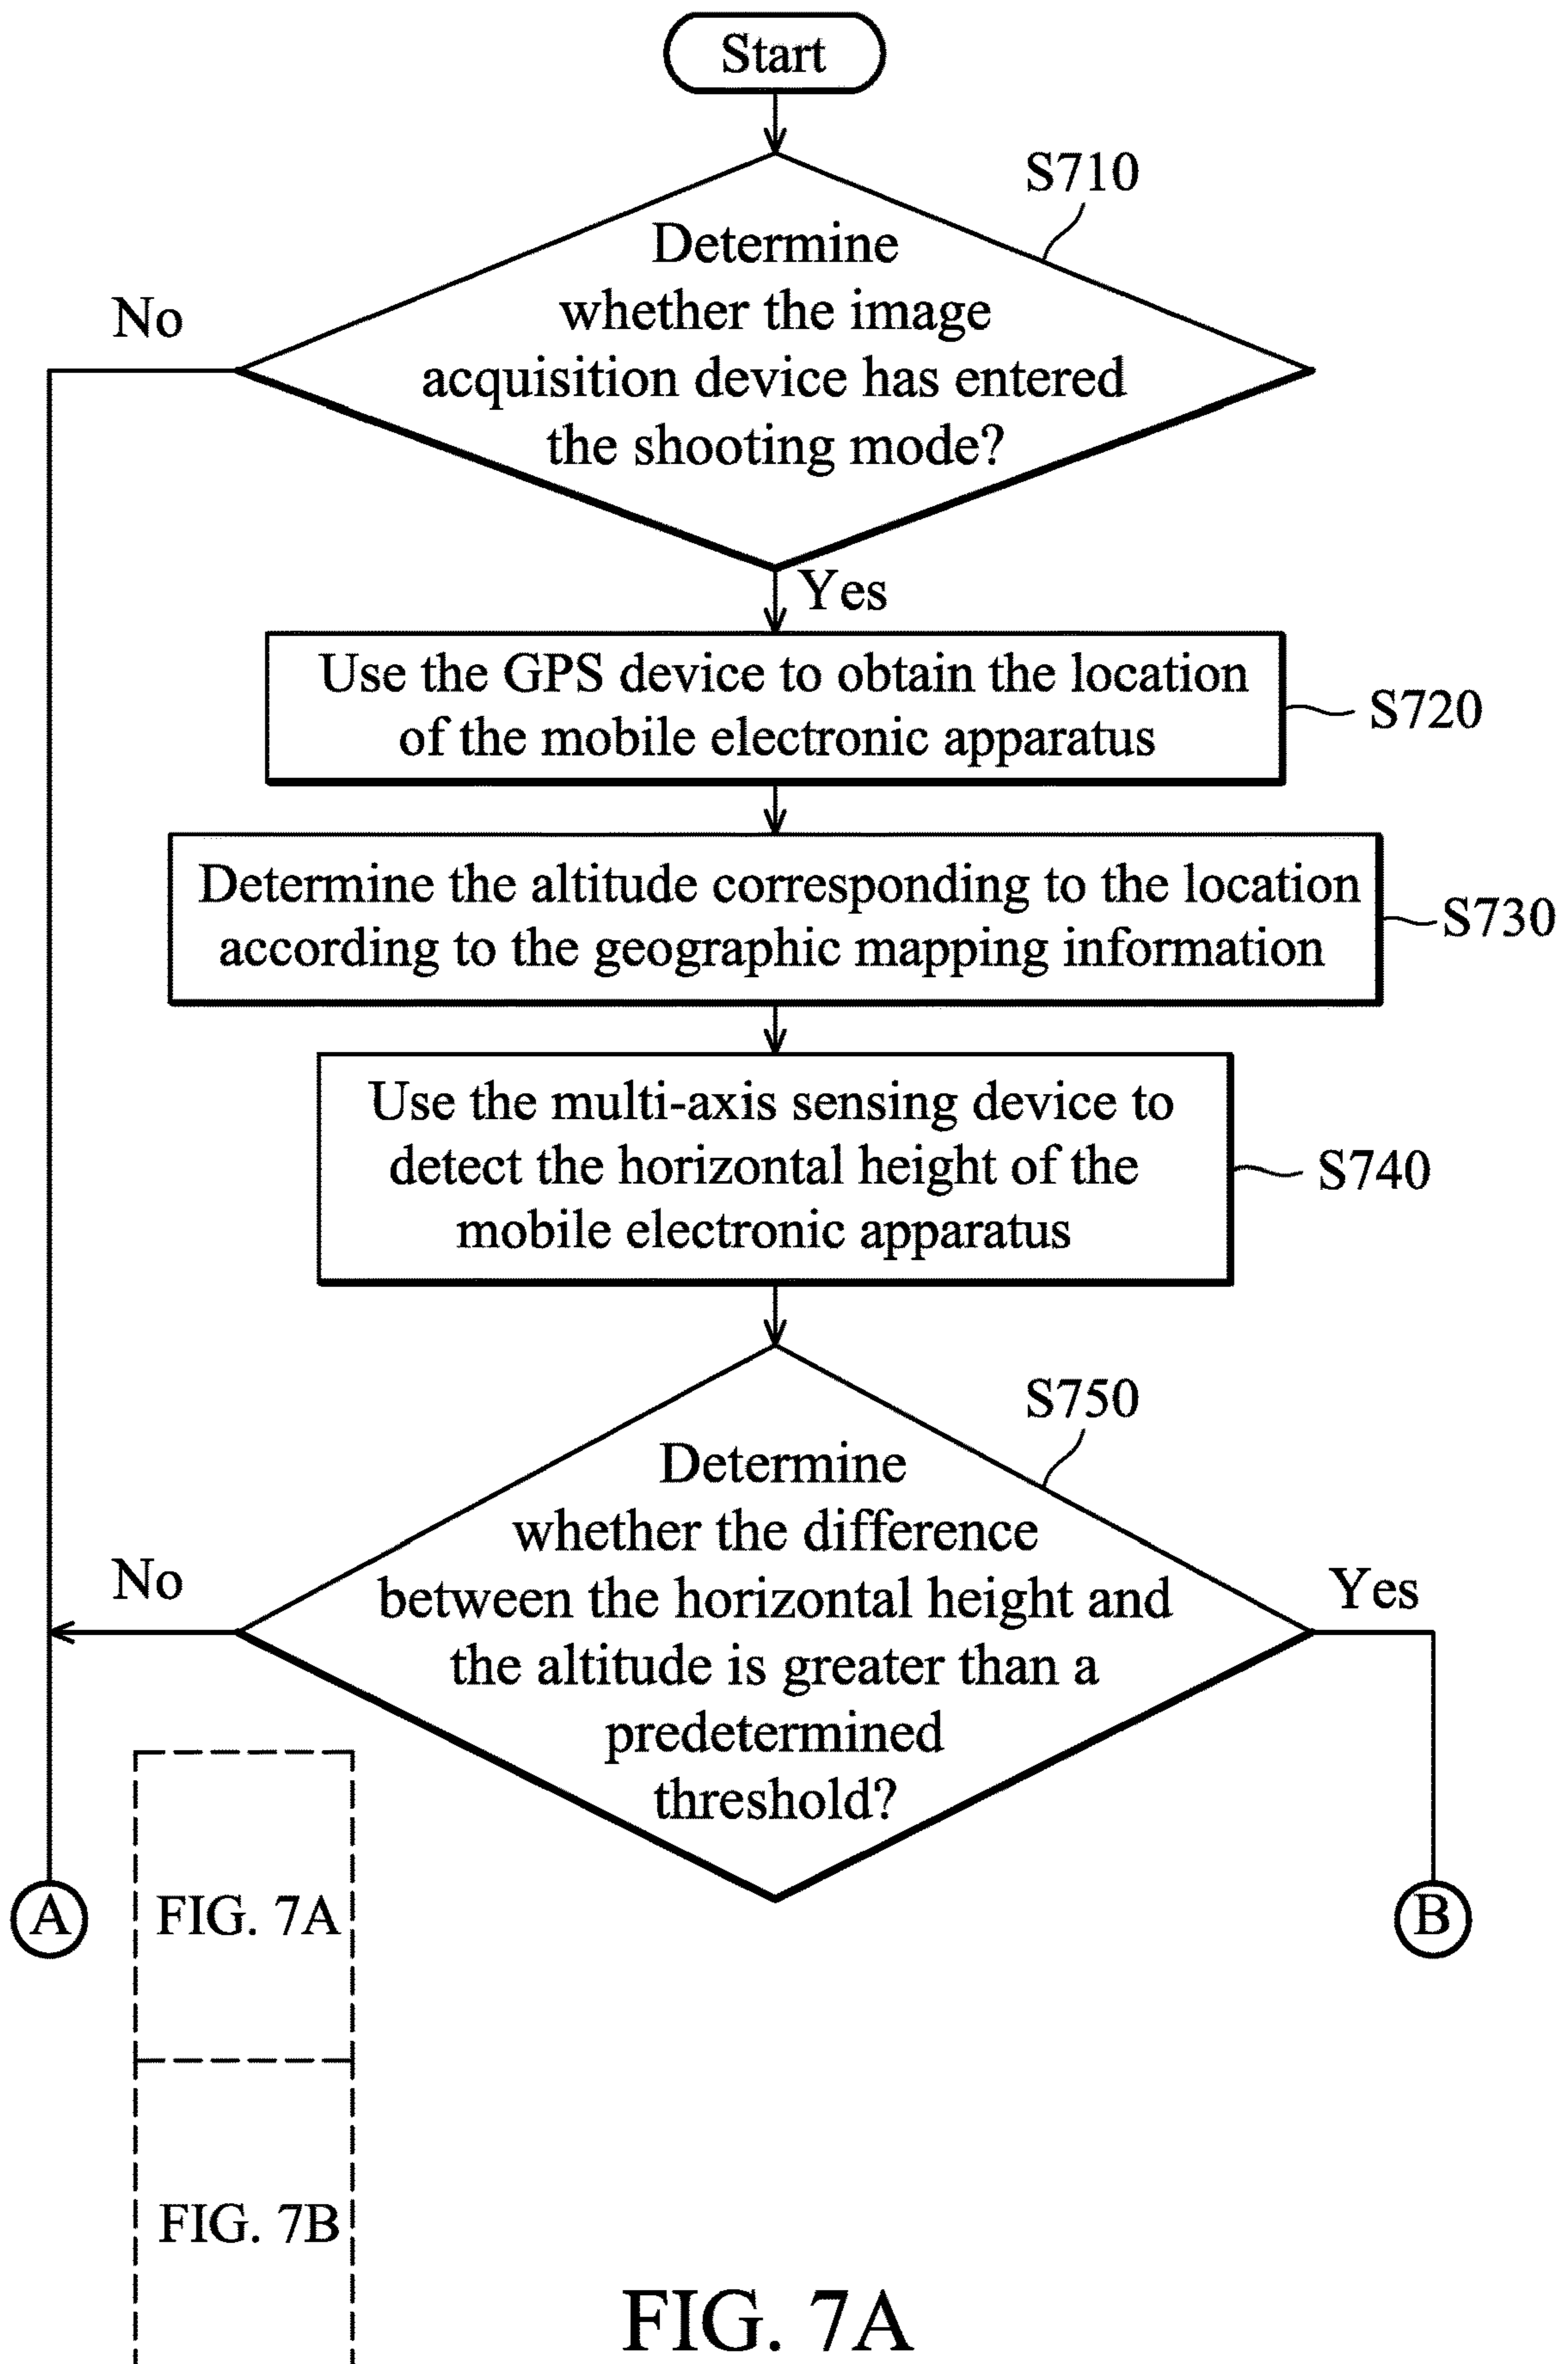 Start
S710
Determine
whether the image
acquisition device has entered
the shooting mode?
No
Yes
Use the GPS device to obtain the location
of the mobile electronic apparatus
S720
Determine the altitude corresponding to the location
according to the geographic mapping information
S730
Use the multi-axis sensing device to
detect the horizontal height of the
mobile electronic apparatus
S740
S750
Determine
whether the difference
between the horizontal height and
the altitude is greater than a
predetermined
threshold?
No
Yes
A
FIG. 7A
B
FIG. 7B
FIG. 7A